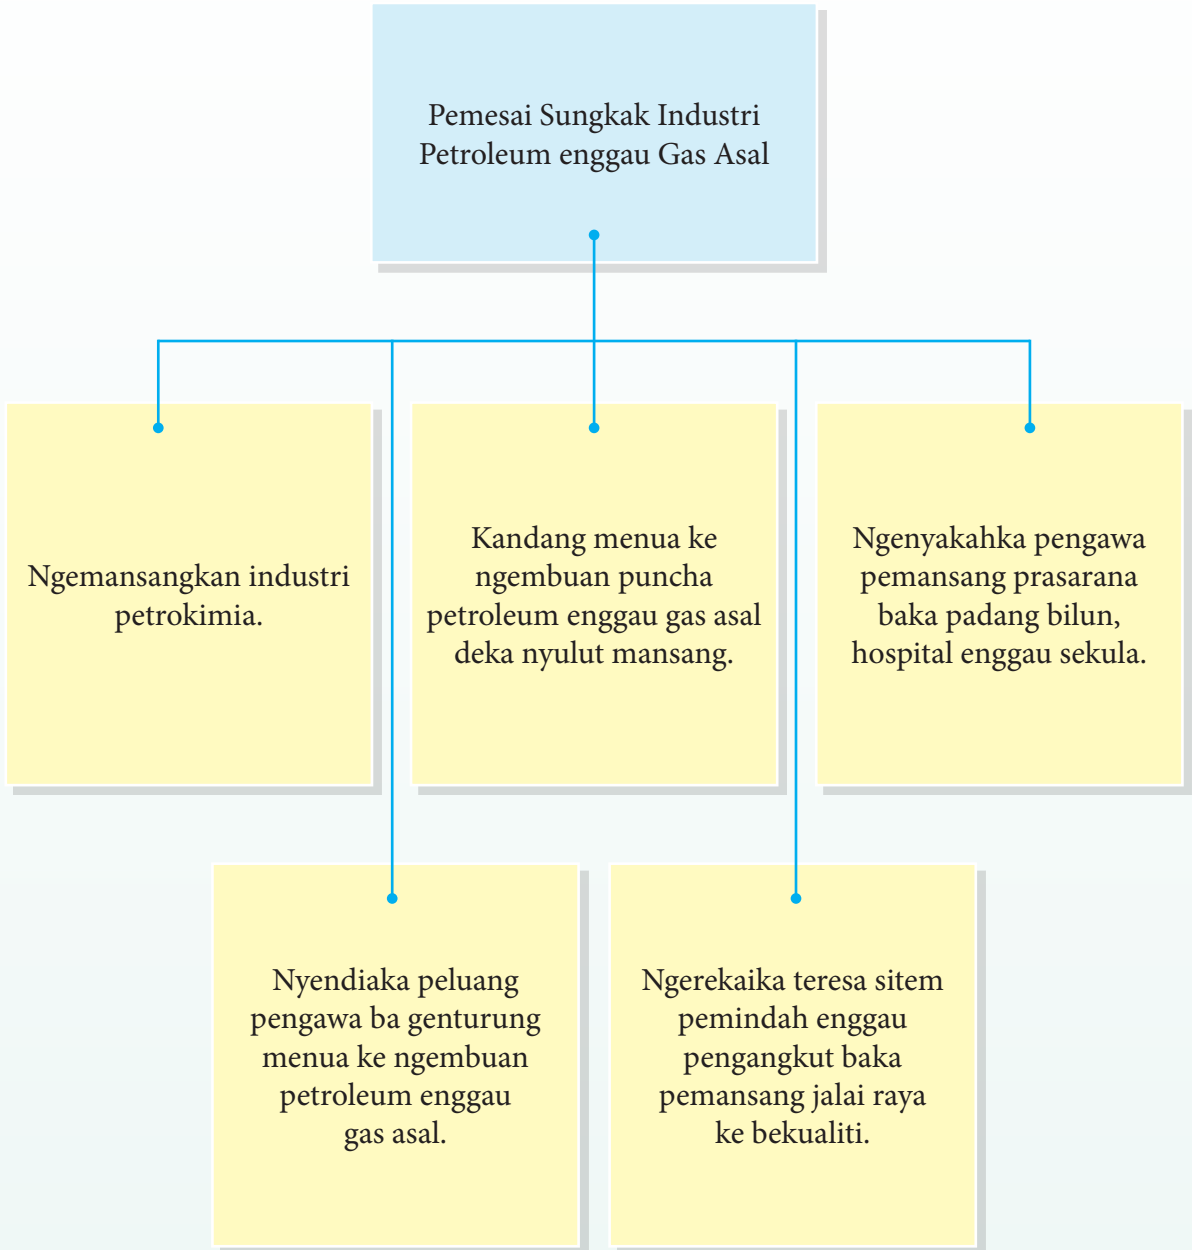 Pemesai Sungkak Industri
Petroleum enggau Gas Asal
Ngemansangkan industri
petrokimia.
Kandang menua ke
ngembuan puncha
petroleum enggau gas asal
deka nyulut mansang.
Ngenyakahka pengawa
pemansang prasarana
baka padang bilun,
hospital enggau sekula.
Nyendiaka peluang
pengawa ba genturung
menua ke ngembuan
petroleum enggau
gas asal.
Ngerekaika teresa sitem
pemindah enggau
pengangkut baka
pemansang jalai raya
ke bekualiti.